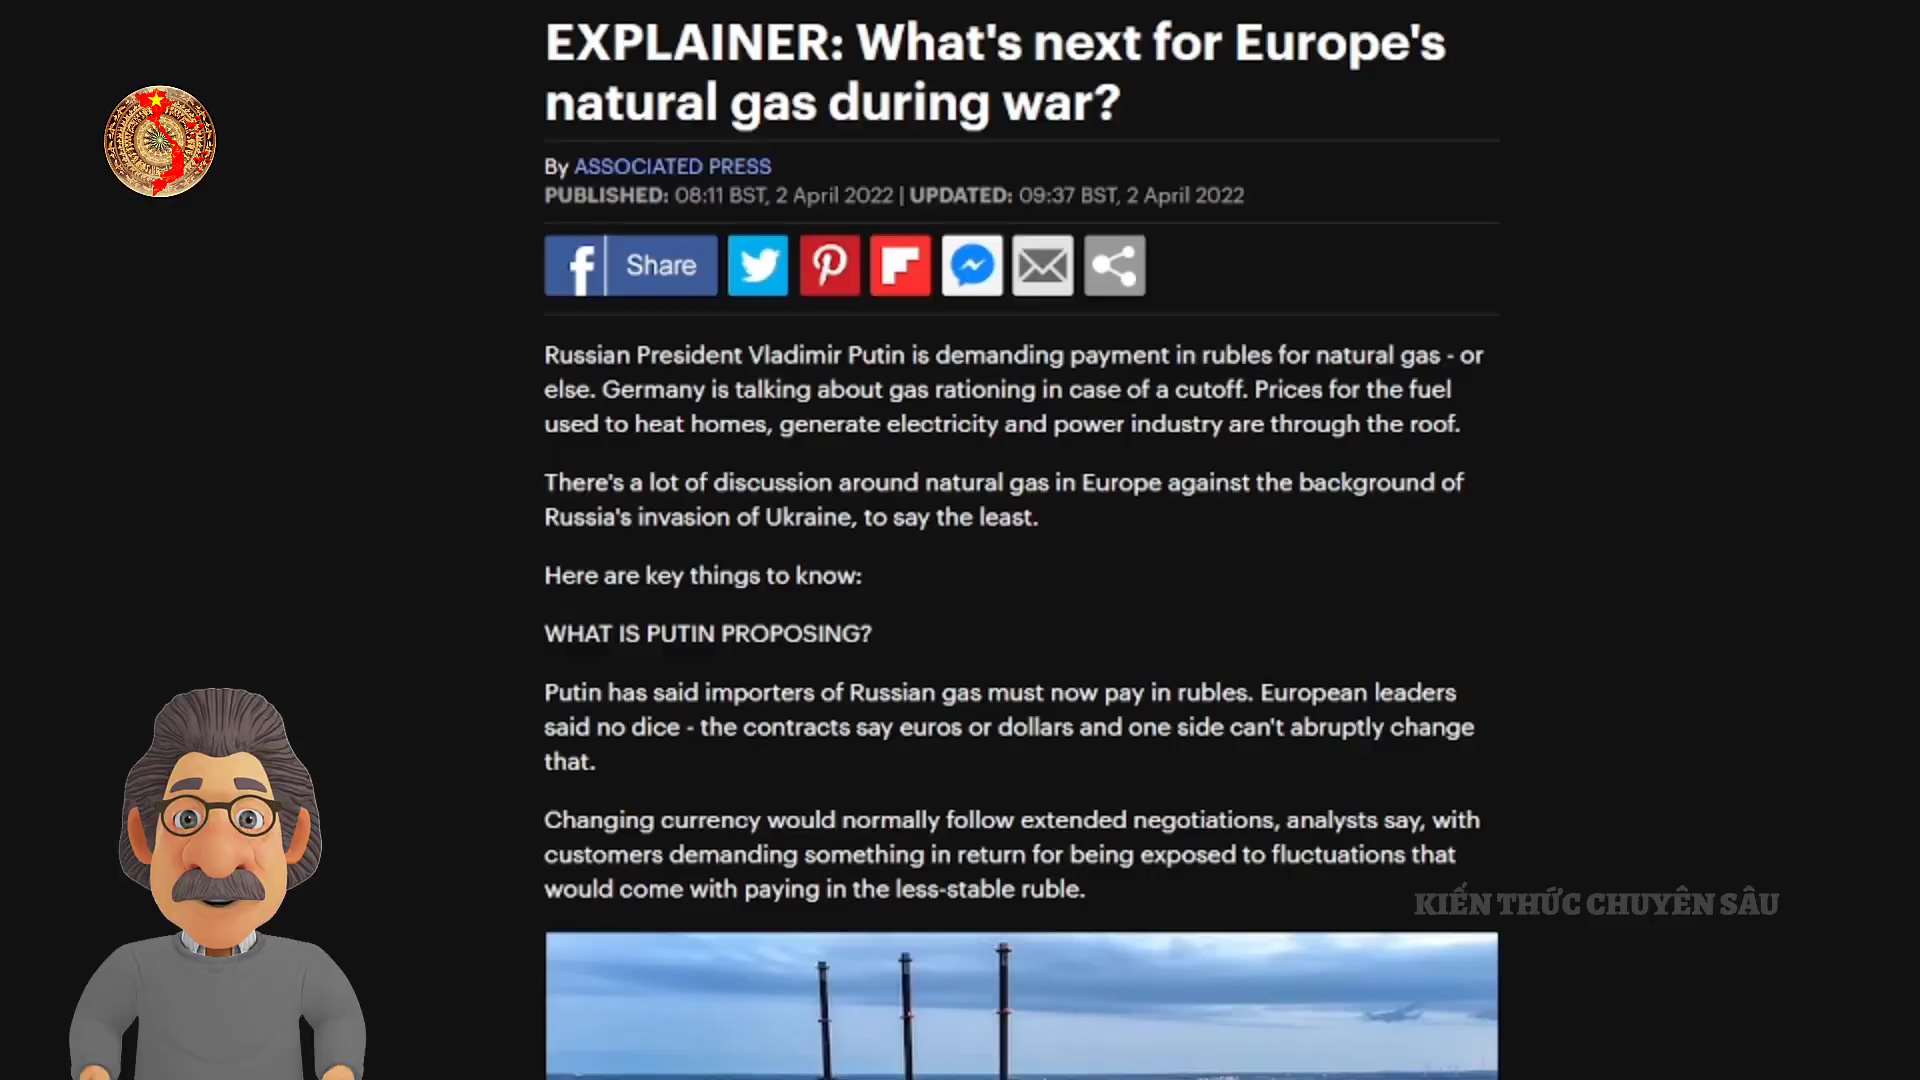 EXPLAINER: What's next for Europe's
natural gas during war?
By ASSOCIATED PRESS
PUBLISHED: 08:11 BST, 2 April 2022 | UPDATED: 09:37 BST, 2 April 2022
Share
Russian President Vladimir Putin is demanding payment in rubles for natural gas - or
else. Germany is talking about gas rationing in case of a cutoff. Prices for the fuel
used to heat homes, generate electricity and power industry are through the roof.
There's a lot of discussion around natural gas in Europe against the background of
Russia's invasion of Ukraine, to say the least.
Here are key things to know:
WHAT IS PUTIN PROPOSING?
Putin has said importers of Russian gas must now pay in rubles. European leaders
said no dice - the contracts say euros or dollars and one side can't abruptly change
that.
Changing currency would normally follow extended negotiations, analysts say, with
customers demanding something in return for being exposed to fluctuations that
would come with paying in the less-stable ruble.
KIẾN THỨC CHUYÊN SÂU